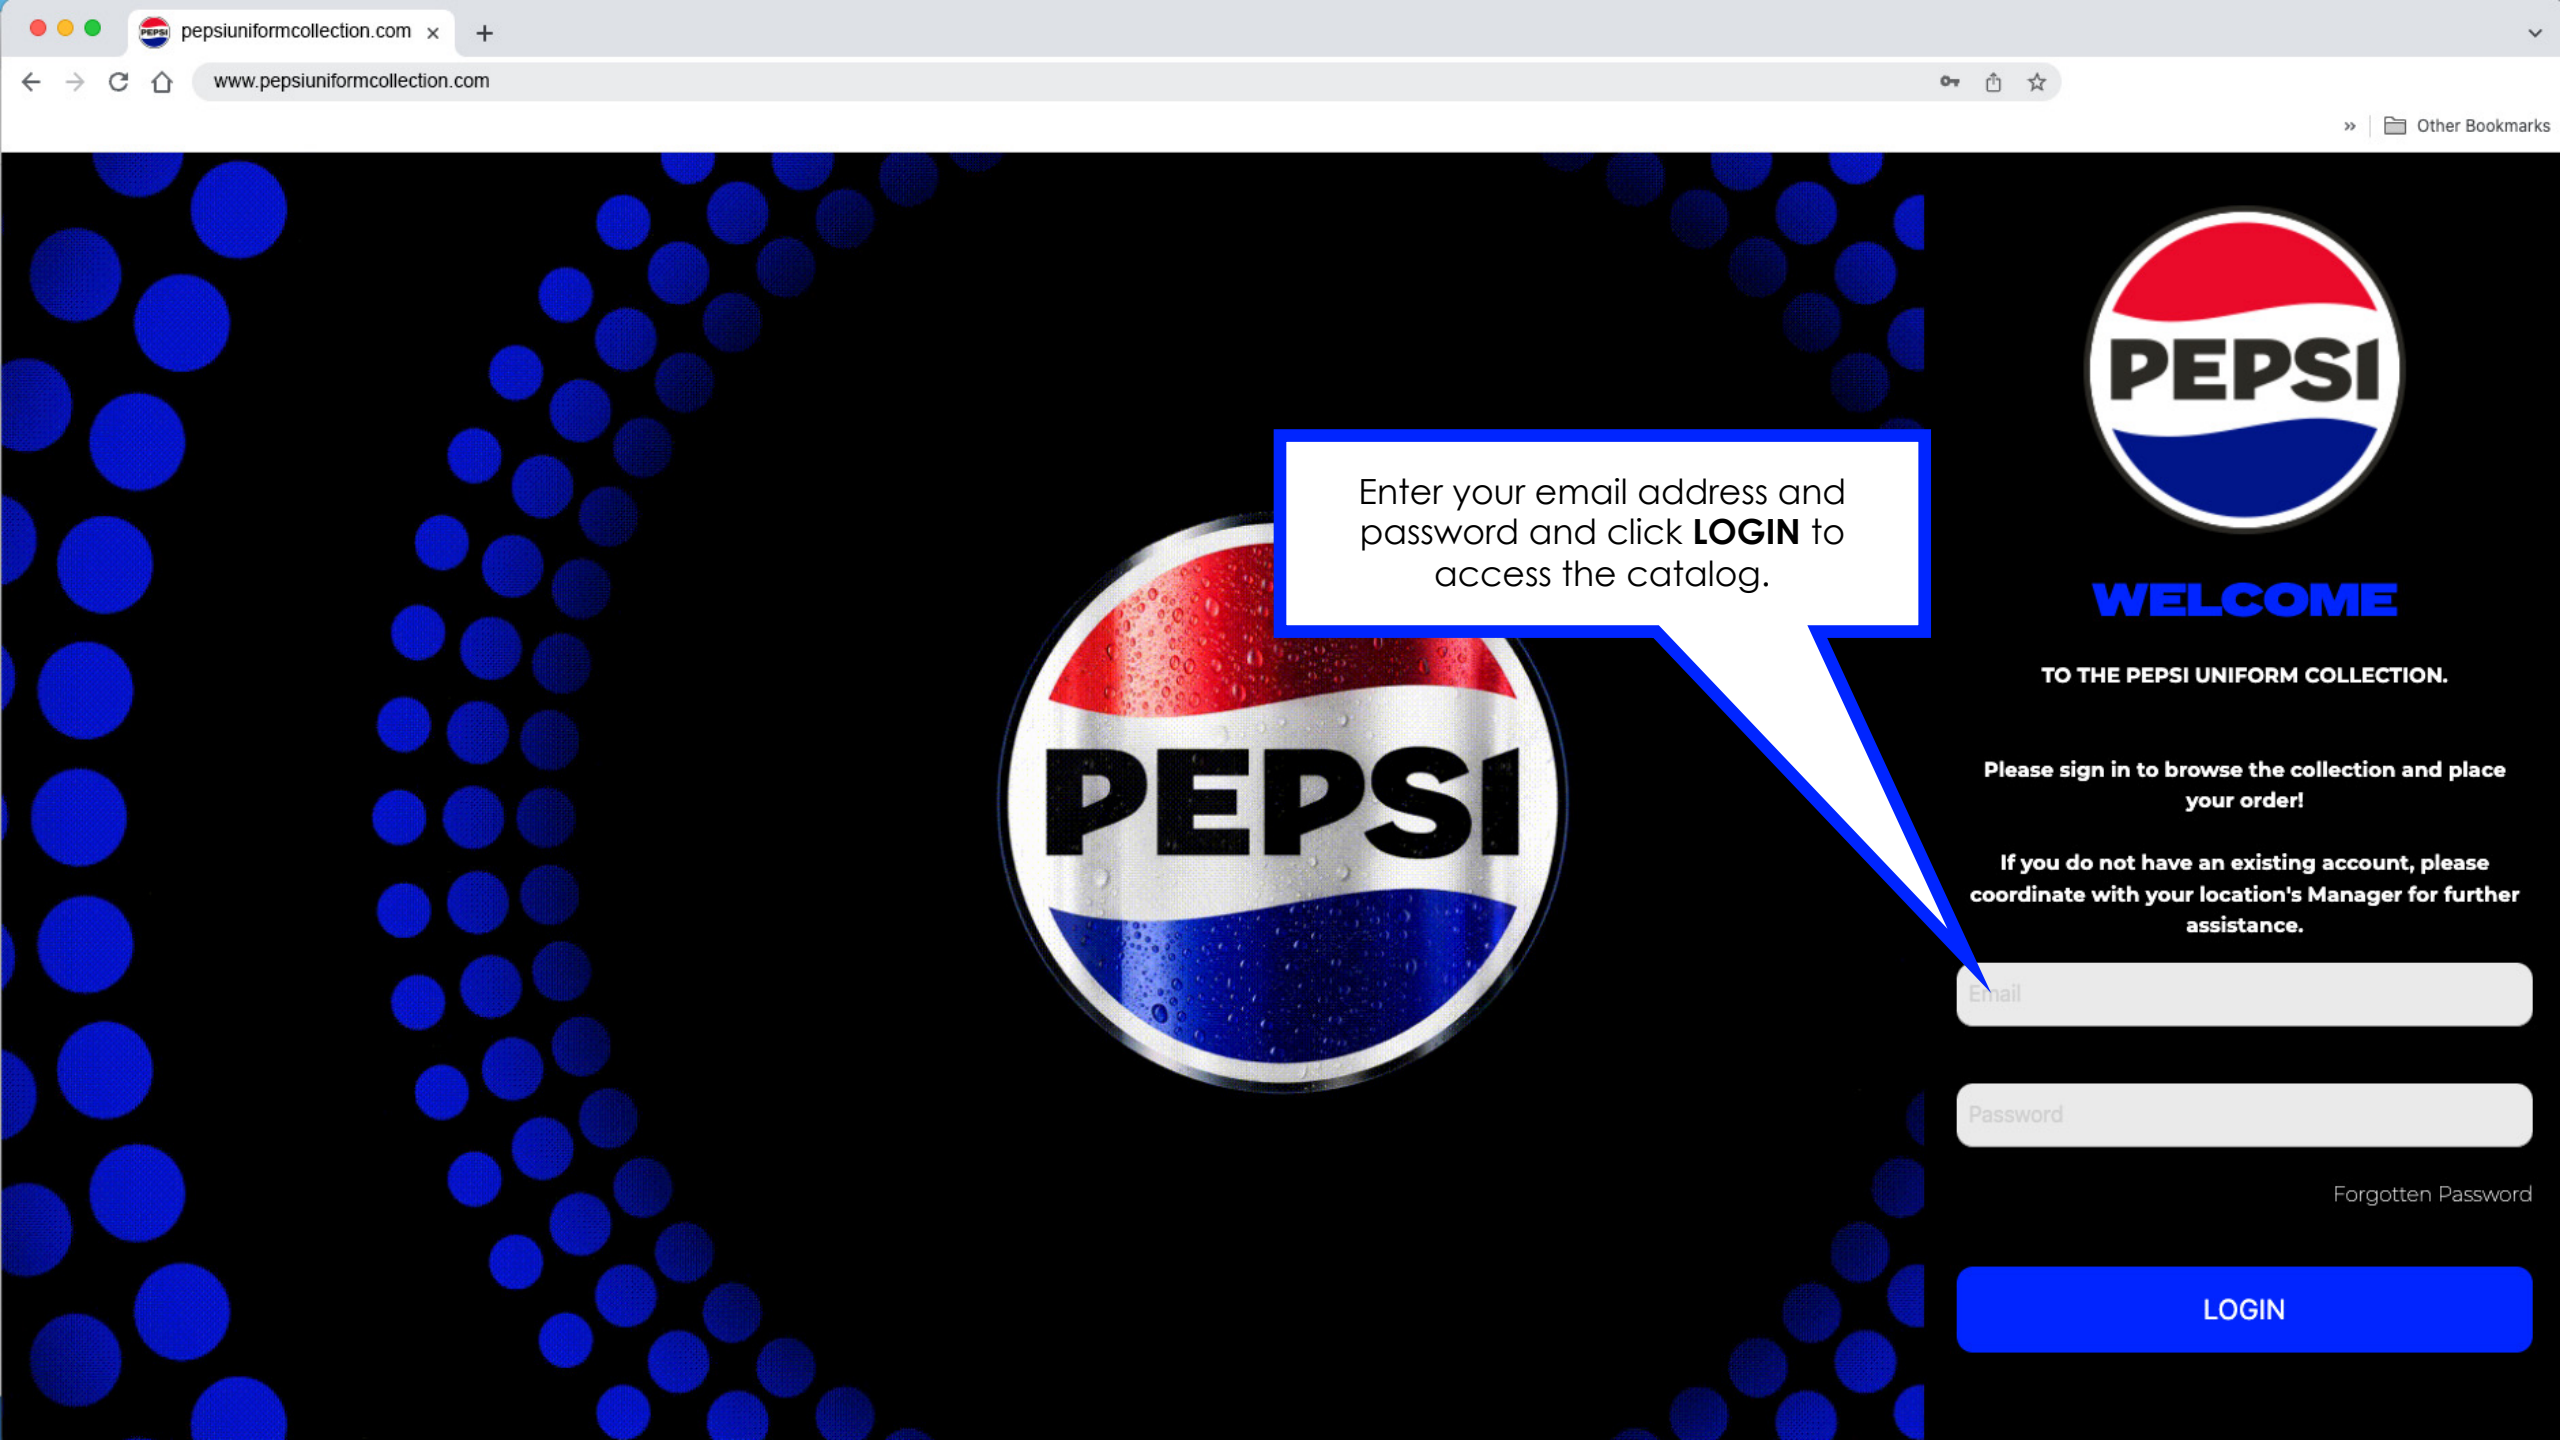 PEPSI
pepsiuniformcollection.com
www.pepsiuniformcollection.com
Other Bookmarks
PEPSI
Enter your email address and
password and click LOGIN to
access the catalog.
PEPSI
WELCOME
TO THE PEPSI UNIFORM COLLECTION.
Please sign in to browse the collection and place
your order!
If you do not have an existing account, please
coordinate with your location's Manager for further
assistance.
Email
Password
Forgotten Password
LOGIN